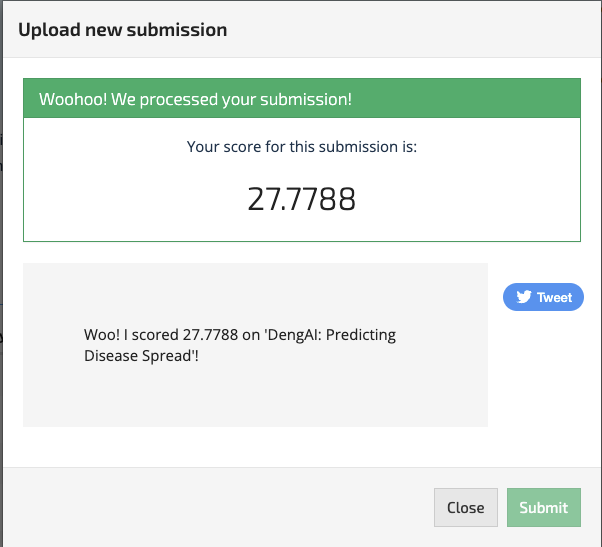 Upload new submission
Woohoo! We processed your submission!
Your score for this submission is:
27.7788
Tweet
Woo! I scored 27.7788 on 'DengAI: Predicting
Disease Spread'!
Close
Submit